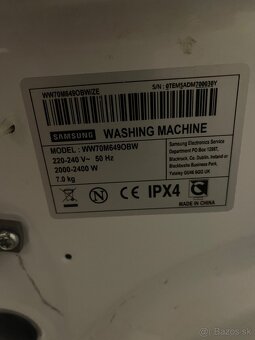 WW70M649OBW/ZE
SAMSUNG WASHING MACHINE
MODEL : WW70M649OBW
220-240 V~ 50 Hz
2000-2400 W
7.0 kg
Samsung Electronics Service
Department PO Box 12987,
Blackrock, Co. Dublin. Ireland or
Blackbushe Business Park,
Yateley GU46 6GG UK
CE IPX4
MADE IN CHINA
bazos.sk